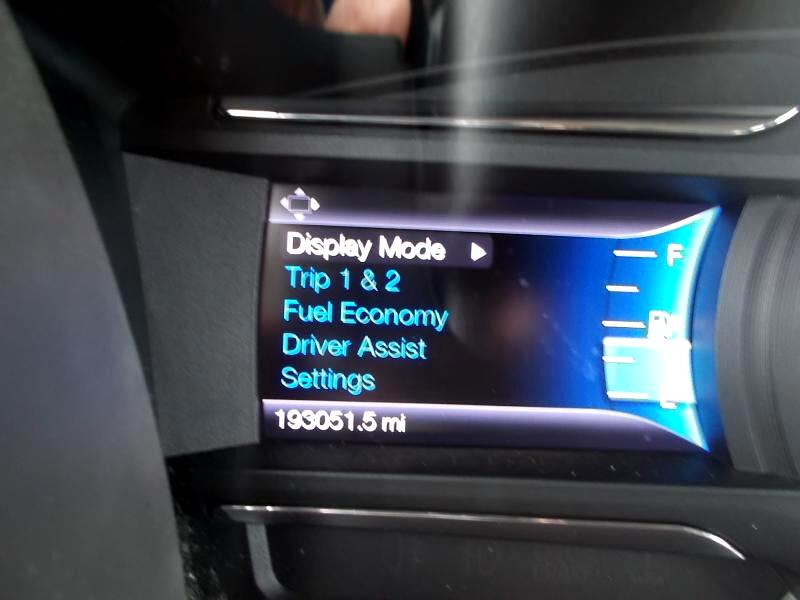 Display Mode
Trip 1 & 2
Fuel Economy
Driver Assist
Settings
193051.5 mi
F
E